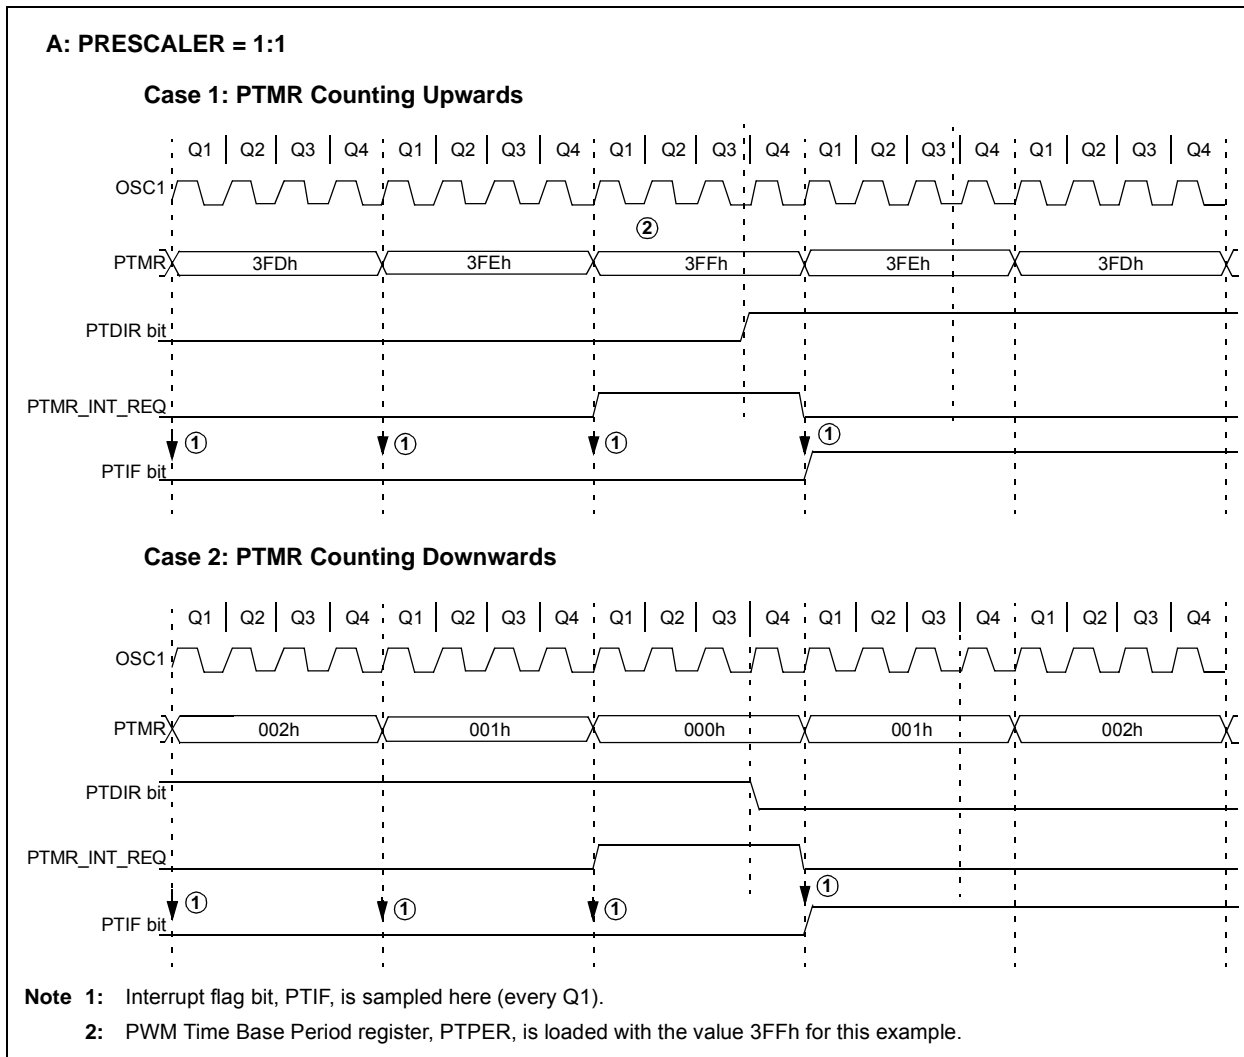 A: PRESCALER = 1:1
Case 1: PTMR Counting Upwards
Q1 Q2 Q3 Q4 Q1 Q2 Q3 Q4 Q1 Q2 Q3 Q4 Q1 Q2 Q3 Q4 Q1 Q2 Q3 Q4
OSC1
2
PTMR 3FDh 3FEh 3FFh 3FEh 3FDh
PTDIR bit
PTMR_INT_REQ
1 1 1 1
PTIF bit
Case 2: PTMR Counting Downwards
Q1 Q2 Q3 Q4 Q1 Q2 Q3 Q4 Q1 Q2 Q3 Q4 Q1 Q2 Q3 Q4 Q1 Q2 Q3 Q4
OSC1
PTMR 002h 001h 000h 001h 002h
PTDIR bit
PTMR_INT_REQ
1 1 1 1
PTIF bit
Note 1: Interrupt flag bit, PTIF, is sampled here (every Q1).
2: PWM Time Base Period register, PTPER, is loaded with the value 3FFh for this example.